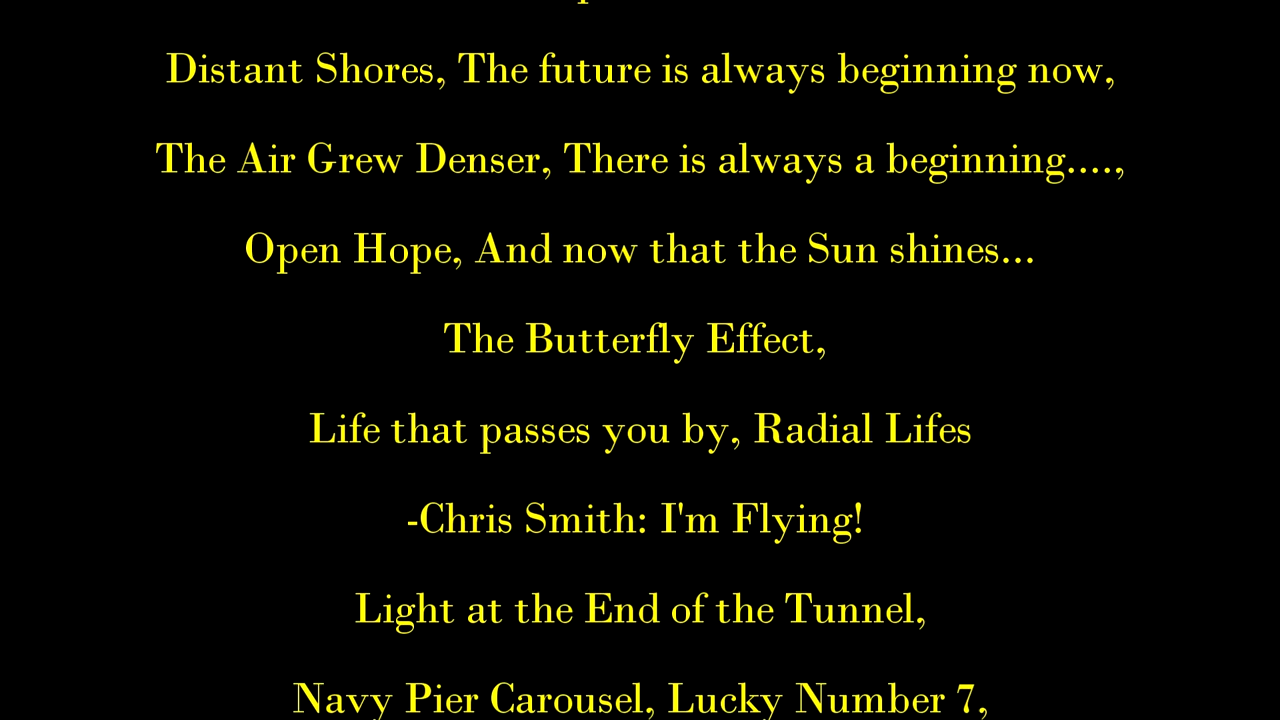 Distant Shores, The future is always beginning now,
The Air Grew Denser, There is always a beginning....,
Open Hope, And now that the Sun shines...
The Butterfly Effect,
Life that passes you by, Radial Lifes
-Chris Smith: I'm Flying!
Light at the End of the Tunnel,
Navy Pier Carousel, Lucky Number 7,